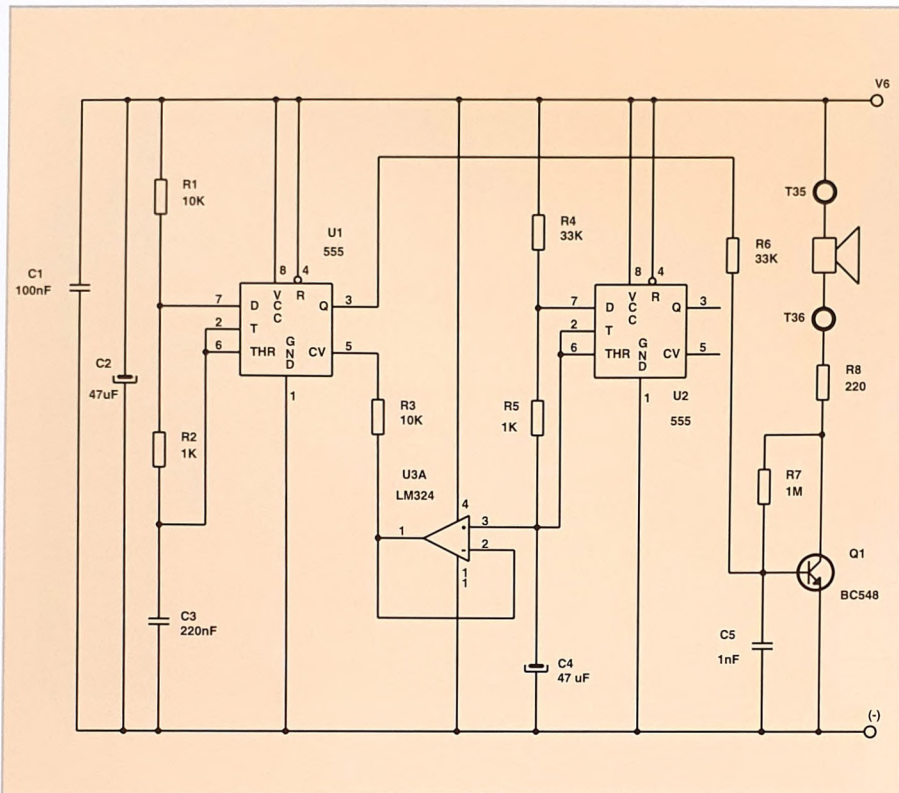 V6
R1
10K
U1
555
C1
100nF
8
4
7
D
V
C
C
R
Q
3
2
T
6
THR
G
N
D
CV
5
1
C2
47uF
R2
1K
C3
220nF
R3
10K
U3A
LM324
4
1
3
2
1
1
R4
33K
8
4
7
D
V
C
C
R
Q
3
2
T
6
THR
G
N
D
CV
5
1
U2
555
R5
1K
C4
47 uF
R6
33K
T35
T36
R8
220
R7
1M
Q1
BC548
C5
1nF
(-)